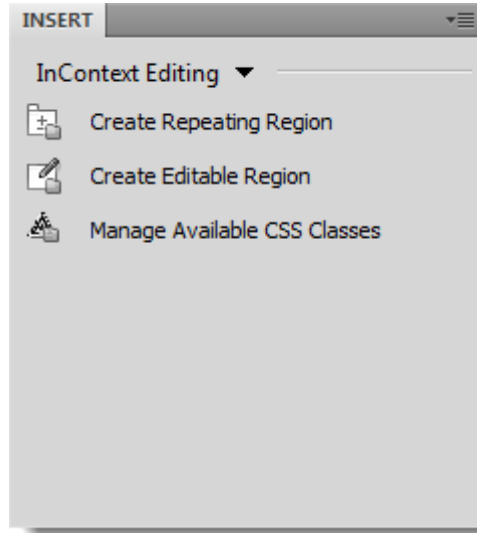 INSERT
InContext Editing
Create Repeating Region
Create Editable Region
Manage Available CSS Classes